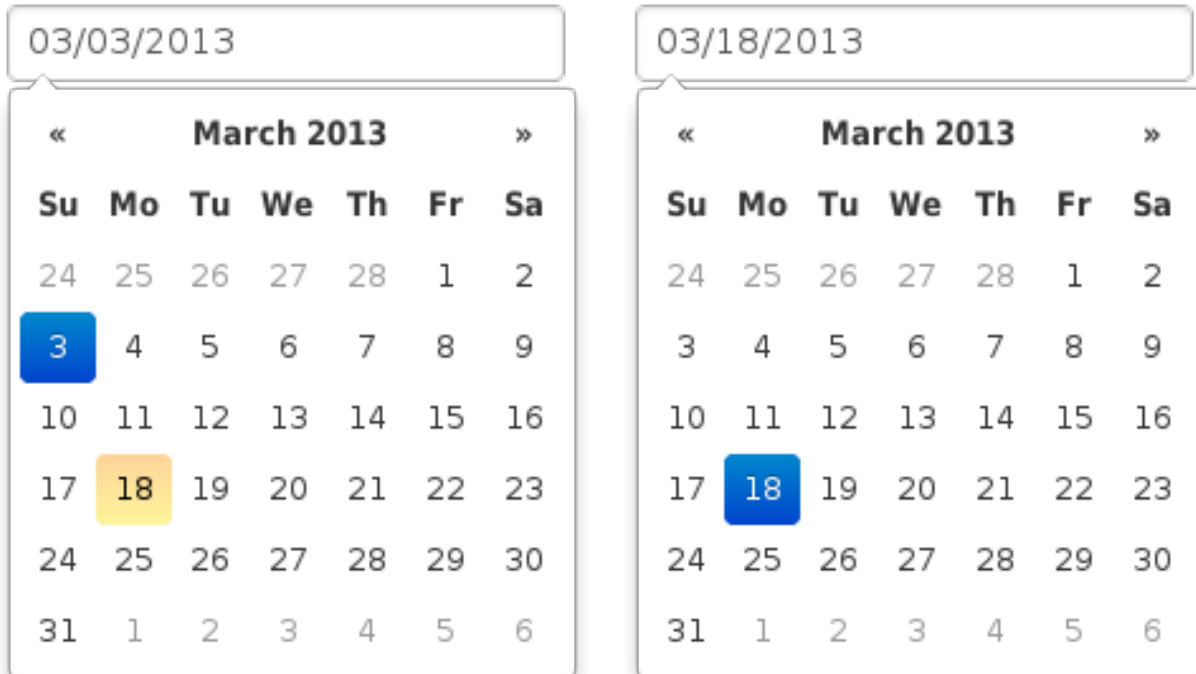 03/03/2013
« March 2013 »
Su Mo Tu We Th Fr Sa
24 25 26 27 28 1 2
3 4 5 6 7 8 9
10 11 12 13 14 15 16
17 18 19 20 21 22 23
24 25 26 27 28 29 30
31 1 2 3 4 5 6
03/18/2013
« March 2013 »
Su Mo Tu We Th Fr Sa
24 25 26 27 28 1 2
3 4 5 6 7 8 9
10 11 12 13 14 15 16
17 18 19 20 21 22 23
24 25 26 27 28 29 30
31 1 2 3 4 5 6